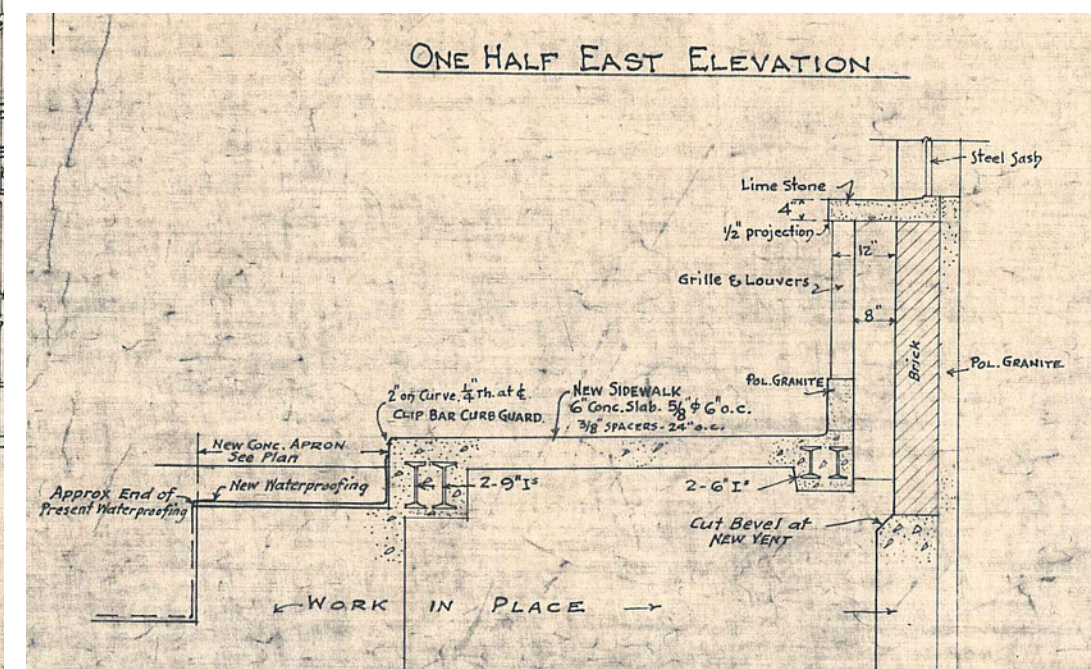 ONE HALF EAST ELEVATION
Steel Sash
Lime Stone
4"
1/2" projection
12"
Grille & Louvers
8"
Brick
POL. GRANITE
POL. GRANITE
2" on Curve. 1/4" Th. at ℄
CLIP BAR CURB GUARD.
NEW SIDEWALK
6" Conc. Slab. 5/8" ϕ 6" o.c.
3/8" SPACERS - 24" o.c.
New Conc. APRON
See Plan
New Waterproofing
Approx End of
Present Waterproofing
2-9" Is
2-6" Is
Cut Bevel at
NEW VENT
WORK IN PLACE